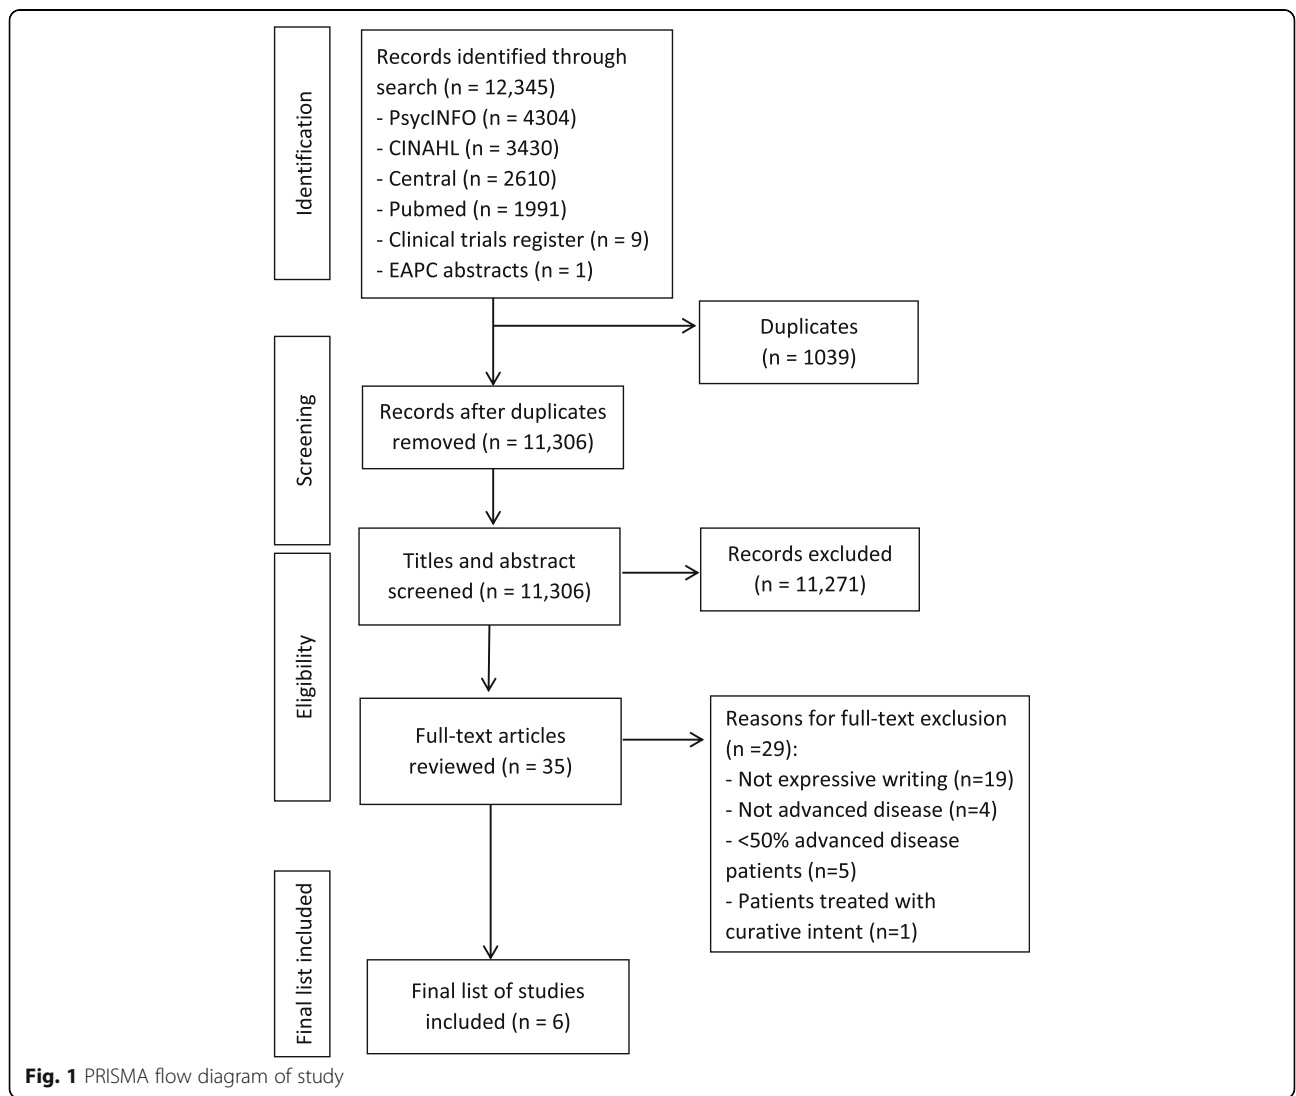 Identification
Records identified through
search (n = 12,345)
- PsycINFO (n = 4304)
- CINAHL (n = 3430)
- Central (n = 2610)
- Pubmed (n = 1991)
- Clinical trials register (n = 9)
- EAPC abstracts (n = 1)
Duplicates
(n = 1039)
Screening
Records after duplicates
removed (n = 11,306)
Titles and abstract
screened (n = 11,306)
Records excluded
(n = 11,271)
Eligibility
Full-text articles
reviewed (n = 35)
Reasons for full-text exclusion
(n =29):
- Not expressive writing (n=19)
- Not advanced disease (n=4)
- <50% advanced disease
patients (n=5)
- Patients treated with
curative intent (n=1)
Final list included
Final list of studies
included (n = 6)
Fig. 1 PRISMA flow diagram of study